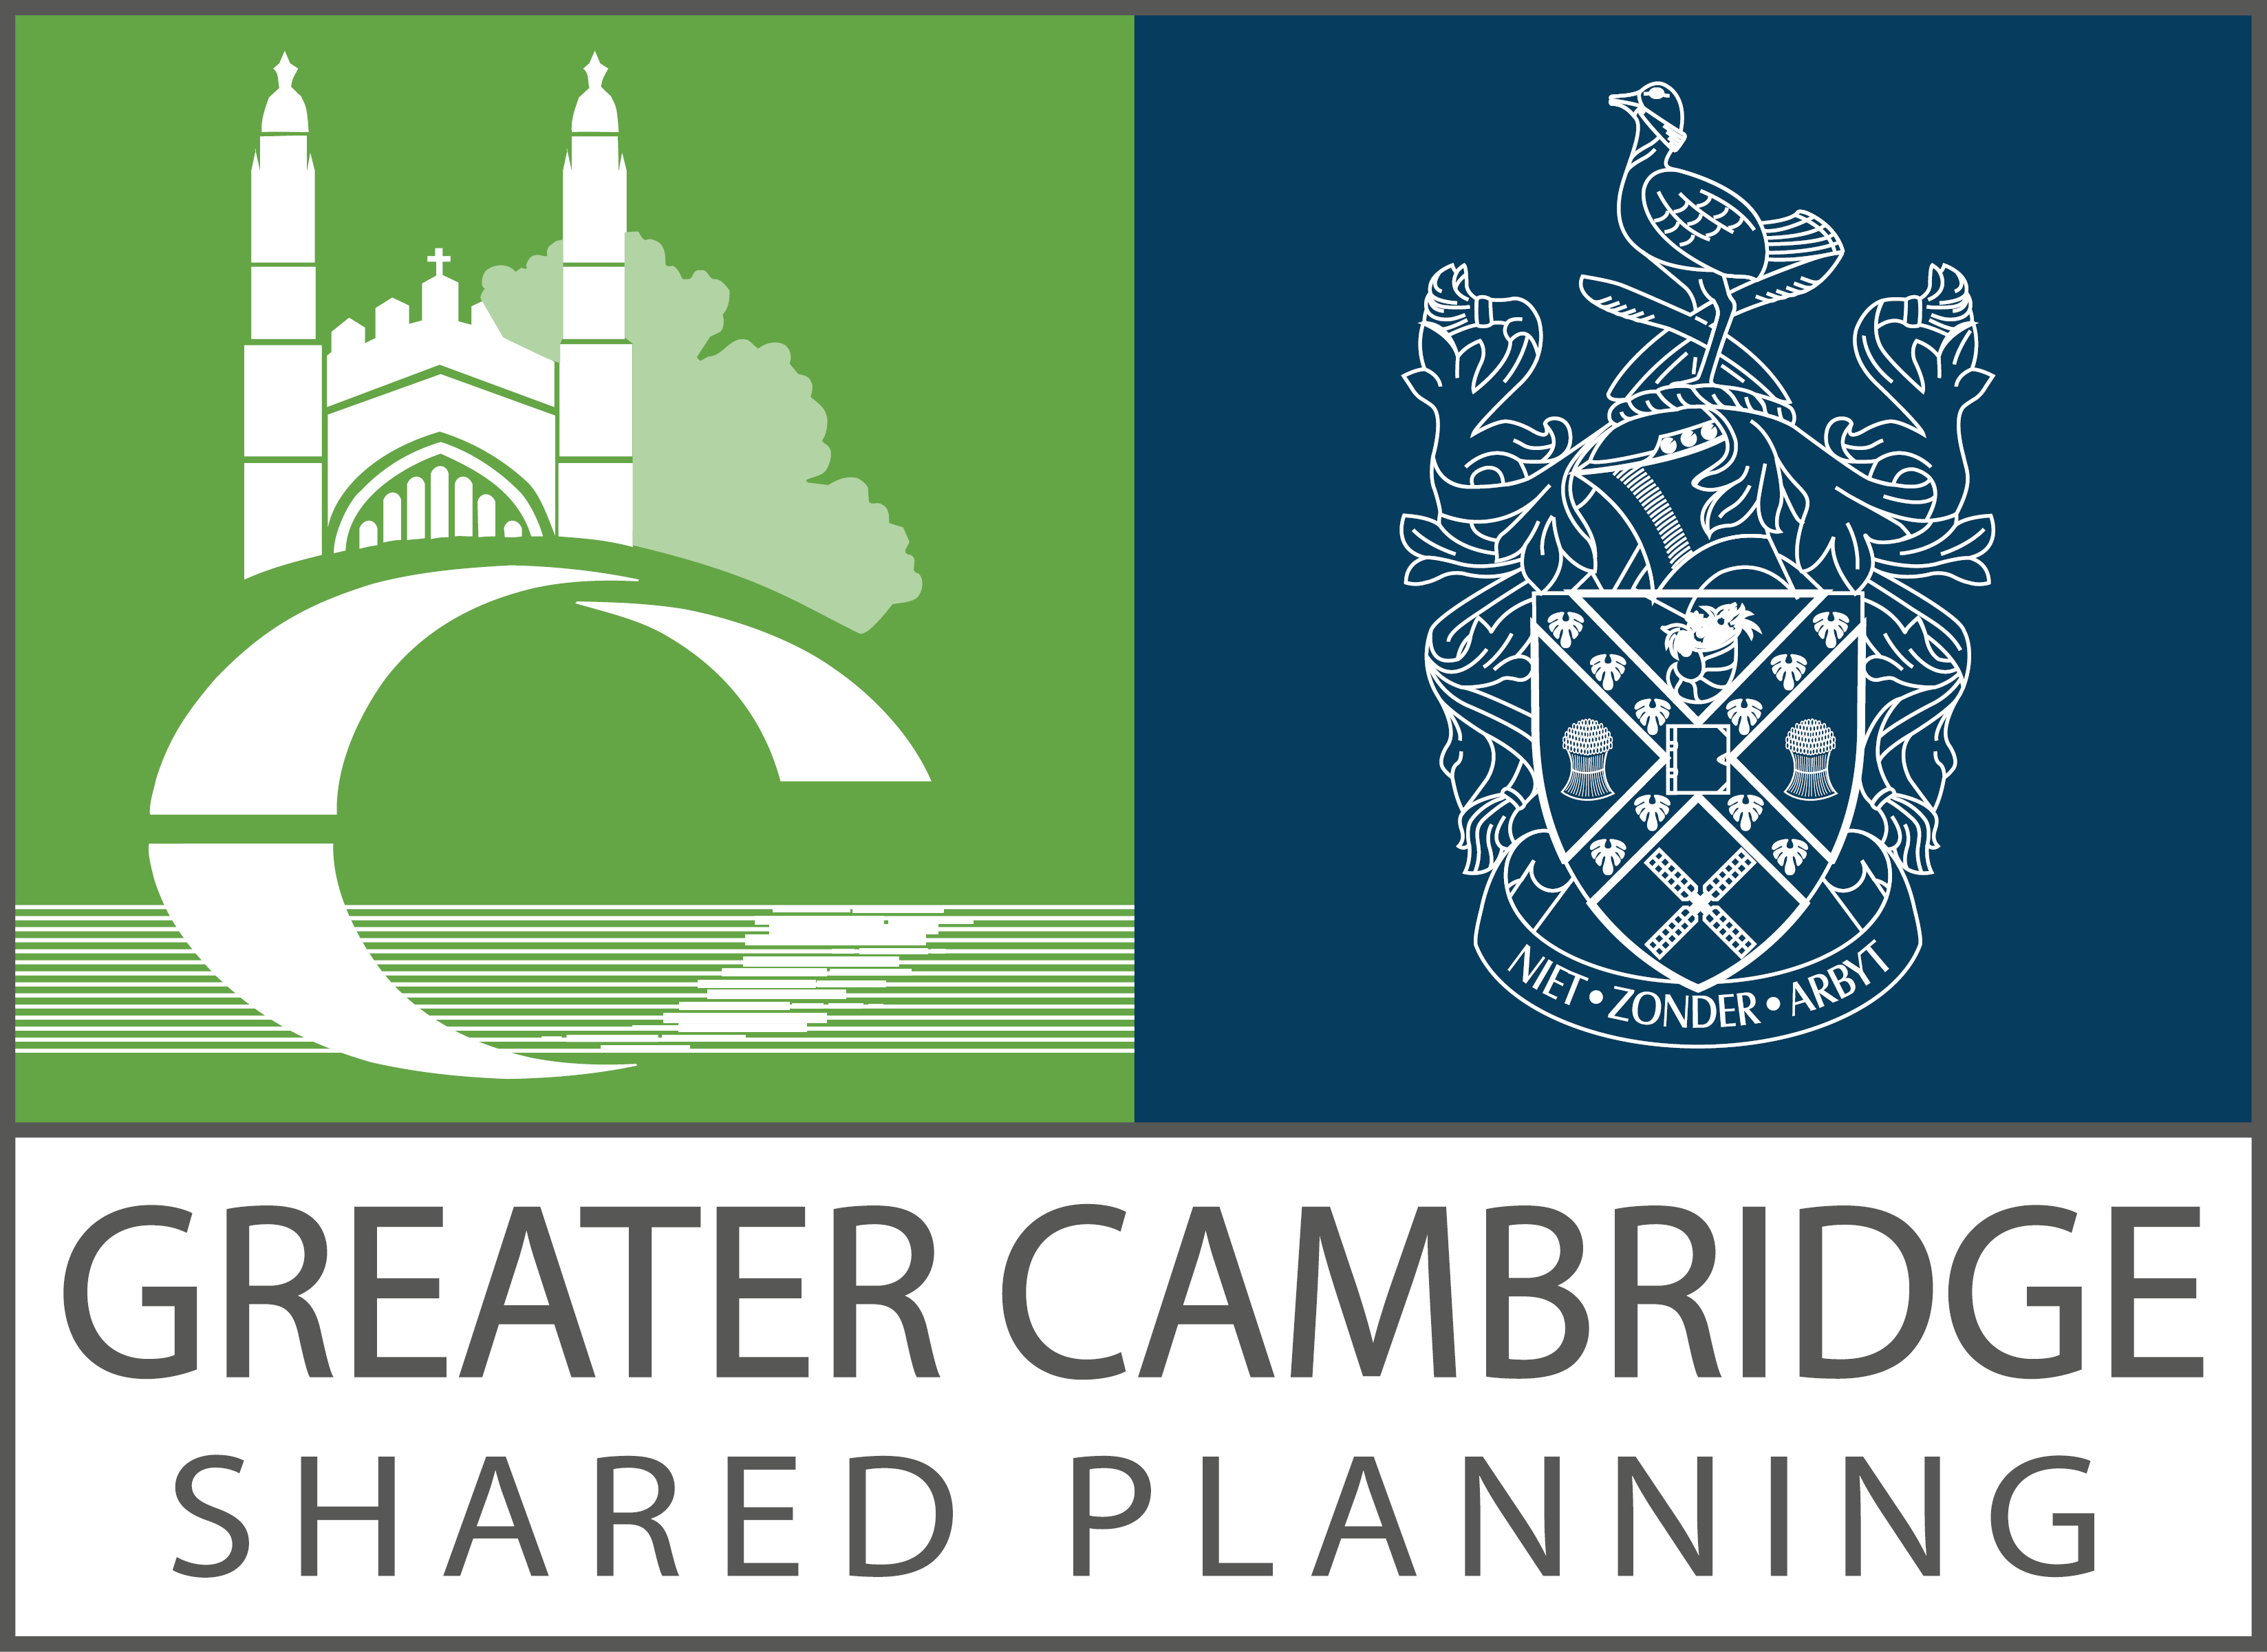 NIET · ZONDER · ARBYT
GREATER CAMBRIDGE
SHARED PLANNING